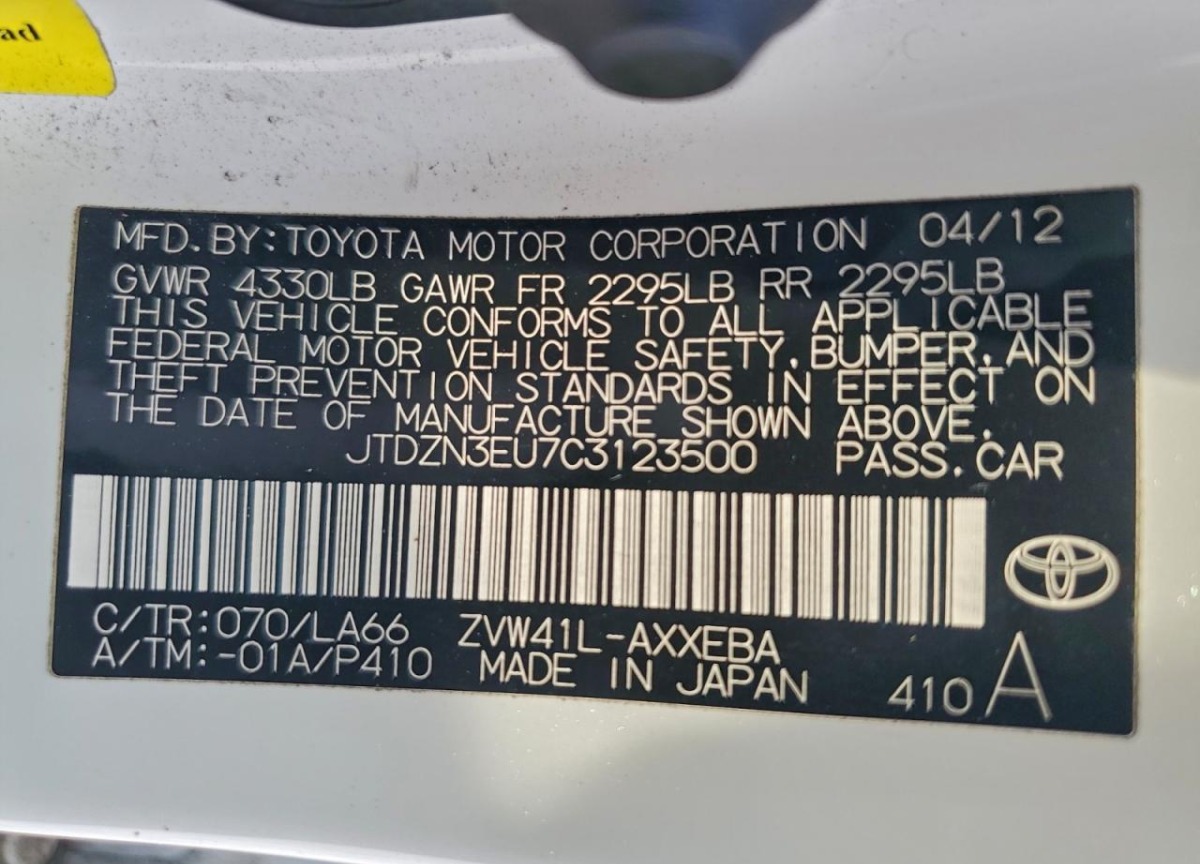 ad
MFD. BY: TOYOTA MOTOR CORPORATION 04/12
GVWR 4330LB GAWR FR 2295LB RR 2295LB
THIS VEHICLE CONFORMS TO ALL APPLICABLE
FEDERAL MOTOR VEHICLE SAFETY, BUMPER, AND
THEFT PREVENTION STANDARDS IN EFFECT ON
THE DATE OF MANUFACTURE SHOWN ABOVE.
JTDZN3EU7C3123500 PASS. CAR
C/TR: 070/LA66 ZVW41L-AXXEBA
A/TM: -01A/P410 MADE IN JAPAN 410 A